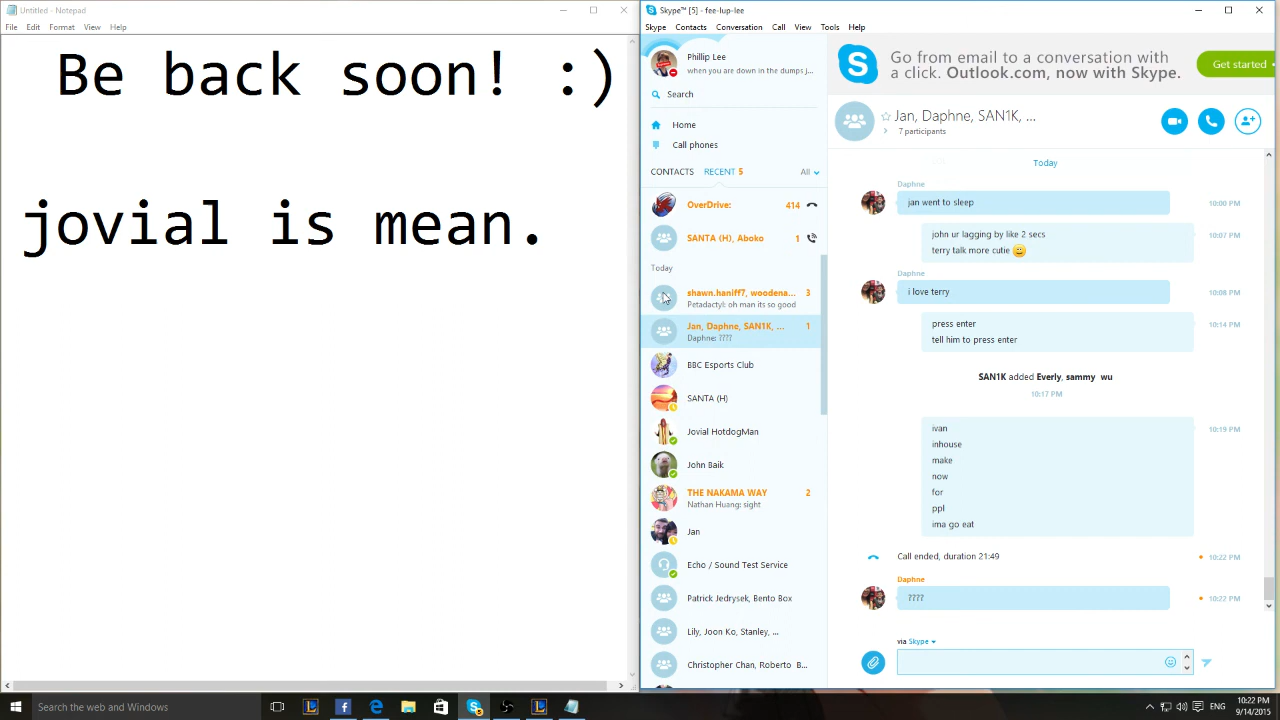 Untitled - Notepad
File Edit Format View Help
Be back soon! :)
jovial is mean.
Skype™ [5] - fee-lup-lee
Skype Contacts Conversation Call View Tools Help
Phillip Lee
when you are down in the dumps j...
Search
Home
Call phones
CONTACTS RECENT 5 All
OverDrive: 414
SANTA (H), Aboko 1
Today
shawn.haniff7, woodena... 3
Petadactyl: oh man its so good
Jan, Daphne, SAN1K, ... 1
Daphne: ????
BBC Esports Club
SANTA (H)
Jovial HotdogMan
John Baik
THE NAKAMA WAY 2
Nathan Huang: sight
Jan
Echo / Sound Test Service
Patrick Jedrysek, Bento Box
Lily, Joon Ko, Stanley, ...
Christopher Chan, Roberto B...
Go from email to a conversation with
a click. Outlook.com, now with Skype.
Get started
Jan, Daphne, SAN1K, ...
7 participants
Today
Daphne
jan went to sleep 10:00 PM
john ur lagging by like 2 secs 10:07 PM
terry talk more cutie
Daphne
i love terry 10:08 PM
press enter 10:14 PM
tell him to press enter
SAN1K added Everly, sammy wu
10:17 PM
ivan 10:19 PM
inhouse
make
now
for
ppl
ima go eat
Call ended, duration 21:49 10:22 PM
Daphne
???? 10:22 PM
via Skype
Search the web and Windows
ENG
10:22 PM
9/14/2015